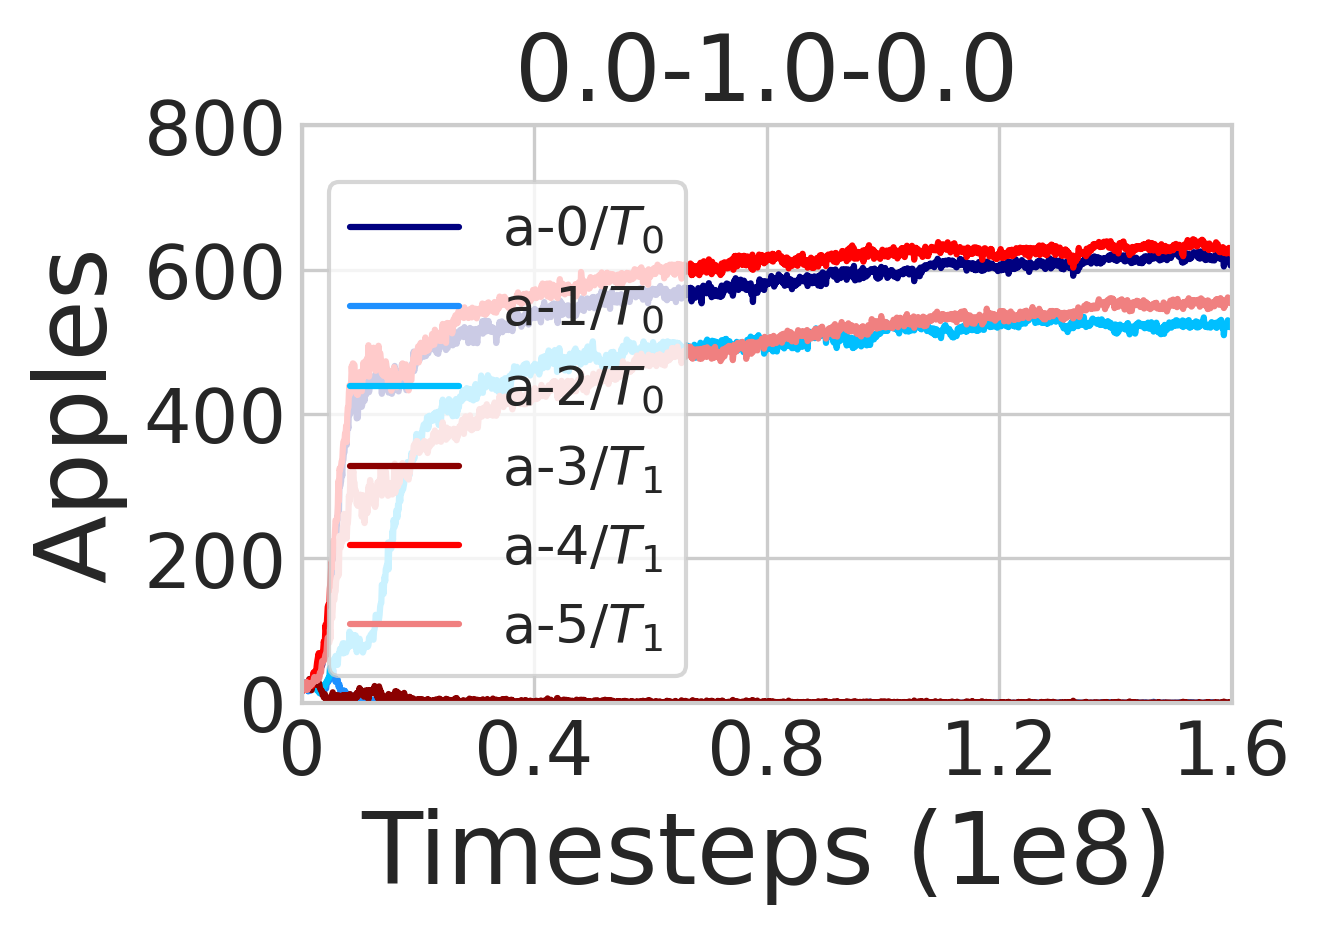 0.0-1.0-0.0
800
600
400
200
0
Apples
a-0/T₀
a-1/T₀
a-2/T₀
a-3/T₁
a-4/T₁
a-5/T₁
0 0.4 0.8 1.2 1.6
Timesteps (1e8)